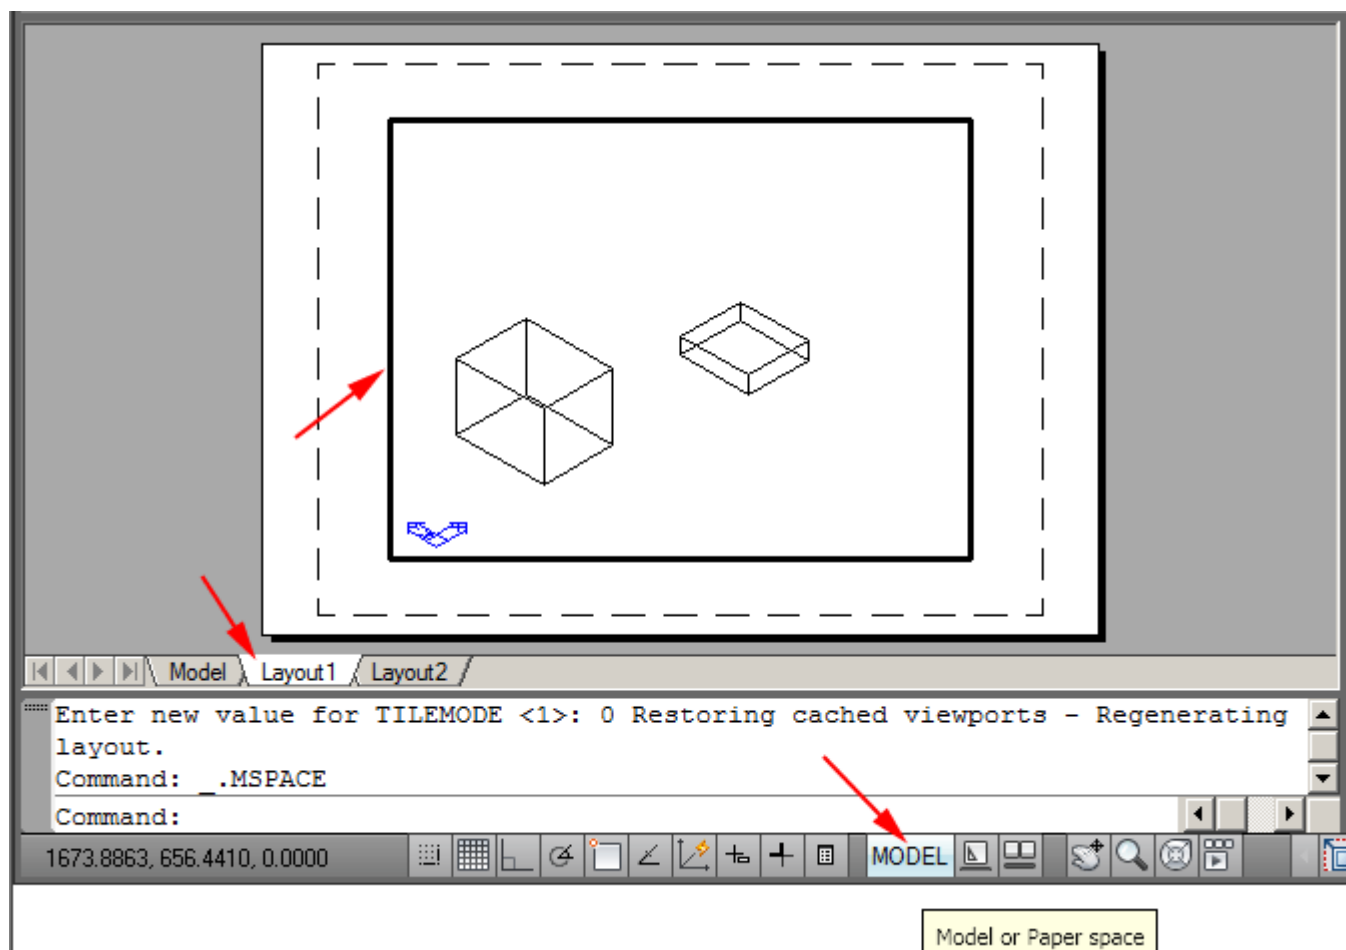 Model
Layout1
Layout2
Enter new value for TILEMODE <1>: 0 Restoring cached viewports - Regenerating
layout.
Command: _.MSPACE
Command:
1673.8863, 656.4410, 0.0000
MODEL
Model or Paper space